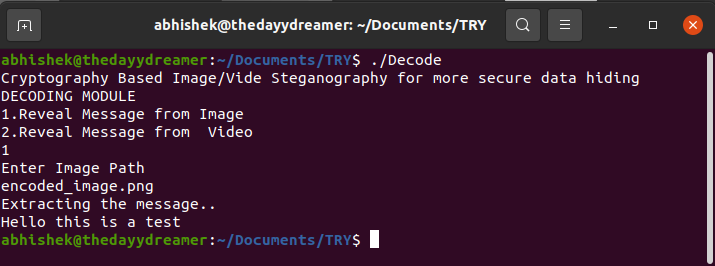 abhishek@thedayydreamer: ~/Documents/TRY
abhishek@thedayydreamer:~/Documents/TRY$ ./Decode
Cryptography Based Image/Vide Steganography for more secure data hiding
DECODING MODULE
1.Reveal Message from Image
2.Reveal Message from  Video
1
Enter Image Path
encoded_image.png
Extracting the message..
Hello this is a test
abhishek@thedayydreamer:~/Documents/TRY$